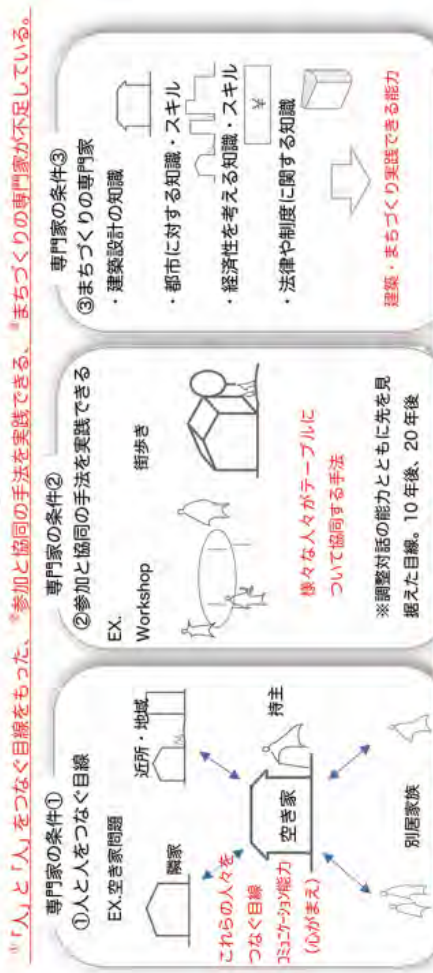 ①「人」と「人」をつなぐ目線をもった、②参加と協同の手法を実践できる、③まちづくりの専門家が不足している。
専門家の条件①
①人と人をつなぐ目線
EX.空き家問題
隣家
近所・地域
これらの人々を
つなぐ目線
コミュニケーション能力
(心がまえ)
空き家
持主
別居家族
専門家の条件②
②参加と協同の手法を実践できる
EX.
Workshop
街歩き
様々な人々がテーブルに
ついて協同する手法
※調整対話の能力とともに先を見
据えた目線。10年後、20年後
専門家の条件③
③まちづくりの専門家
・建築設計の知識
・都市に対する知識・スキル
・経済性を考える知識・スキル
¥
・法律や制度に関する知識
建築・まちづくり実践できる能力